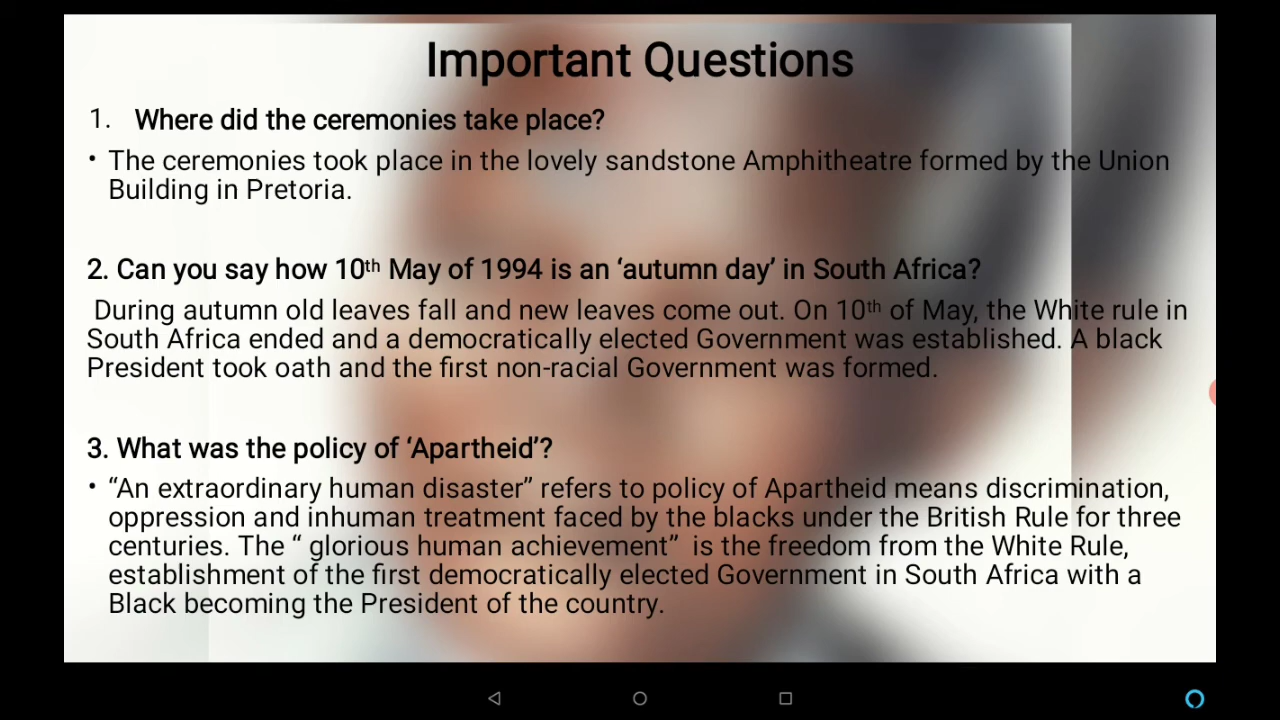 Important Questions
1. Where did the ceremonies take place?
• The ceremonies took place in the lovely sandstone Amphitheatre formed by the Union
Building in Pretoria.
2. Can you say how 10th May of 1994 is an ‘autumn day’ in South Africa?
During autumn old leaves fall and new leaves come out. On 10th of May, the White rule in
South Africa ended and a democratically elected Government was established. A black
President took oath and the first non-racial Government was formed.
3. What was the policy of ‘Apartheid’?
• “An extraordinary human disaster” refers to policy of Apartheid means discrimination,
oppression and inhuman treatment faced by the blacks under the British Rule for three
centuries. The “ glorious human achievement” is the freedom from the White Rule,
establishment of the first democratically elected Government in South Africa with a
Black becoming the President of the country.